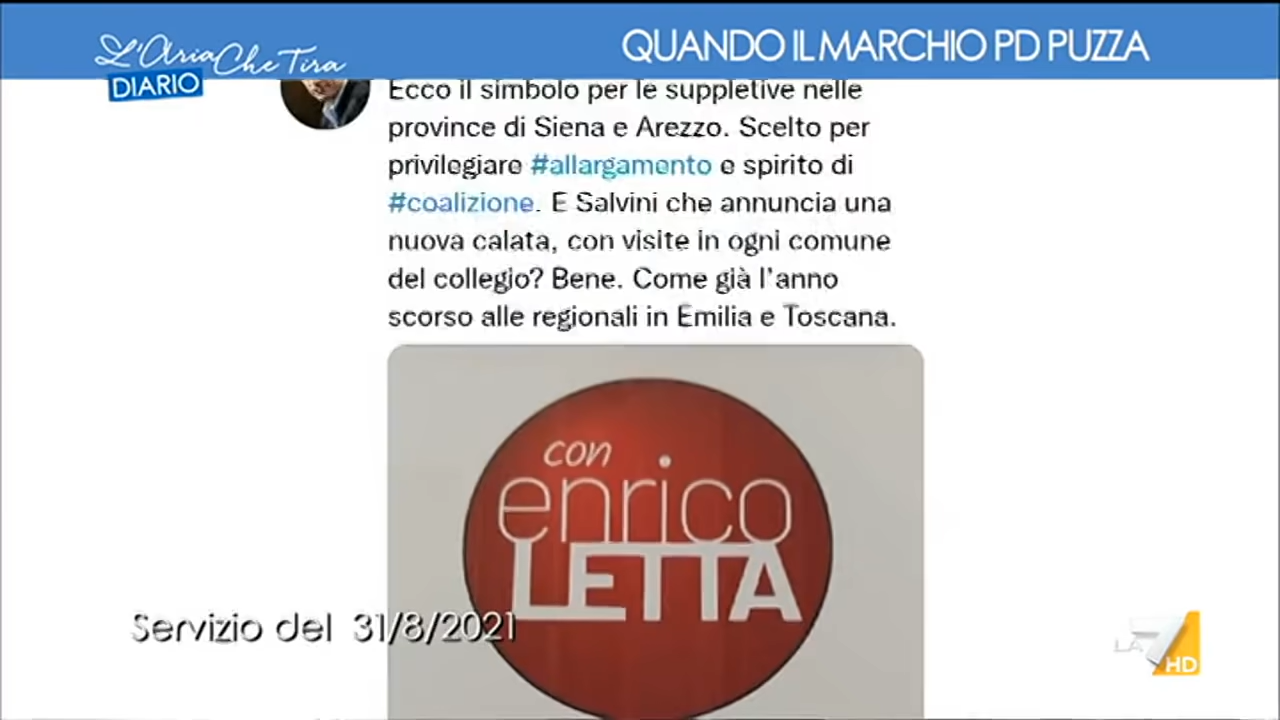 L'Aria Che Tira
DIARIO
QUANDO IL MARCHIO PD PUZZA
Ecco il simbolo per le suppletive nelle
province di Siena e Arezzo. Scelto per
privilegiare #allargamento e spirito di
#coalizione. E Salvini che annuncia una
nuova calata, con visite in ogni comune
del collegio? Bene. Come già l'anno
scorso alle regionali in Emilia e Toscana.
con
enrico
LETTA
Servizio del 31/8/2021
LA 7 HD